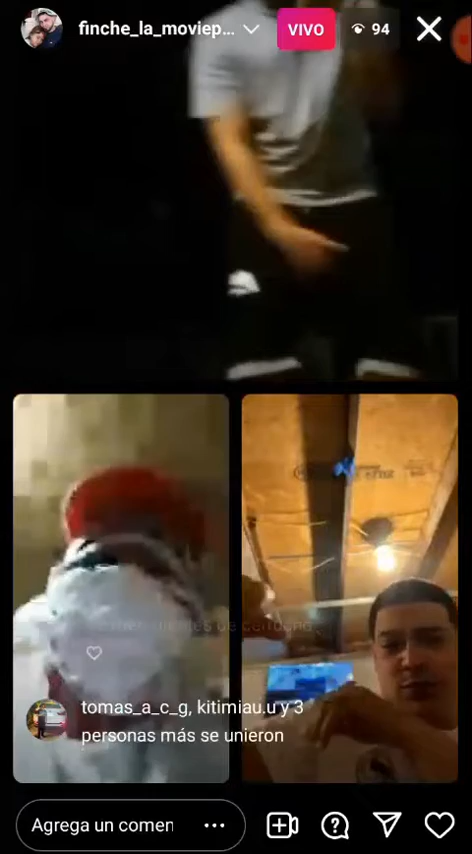 finche_la_moviep...
VIVO
94
tomas_a_c_g, kitimiau.u y 3
personas más se unieron
Agrega un comen